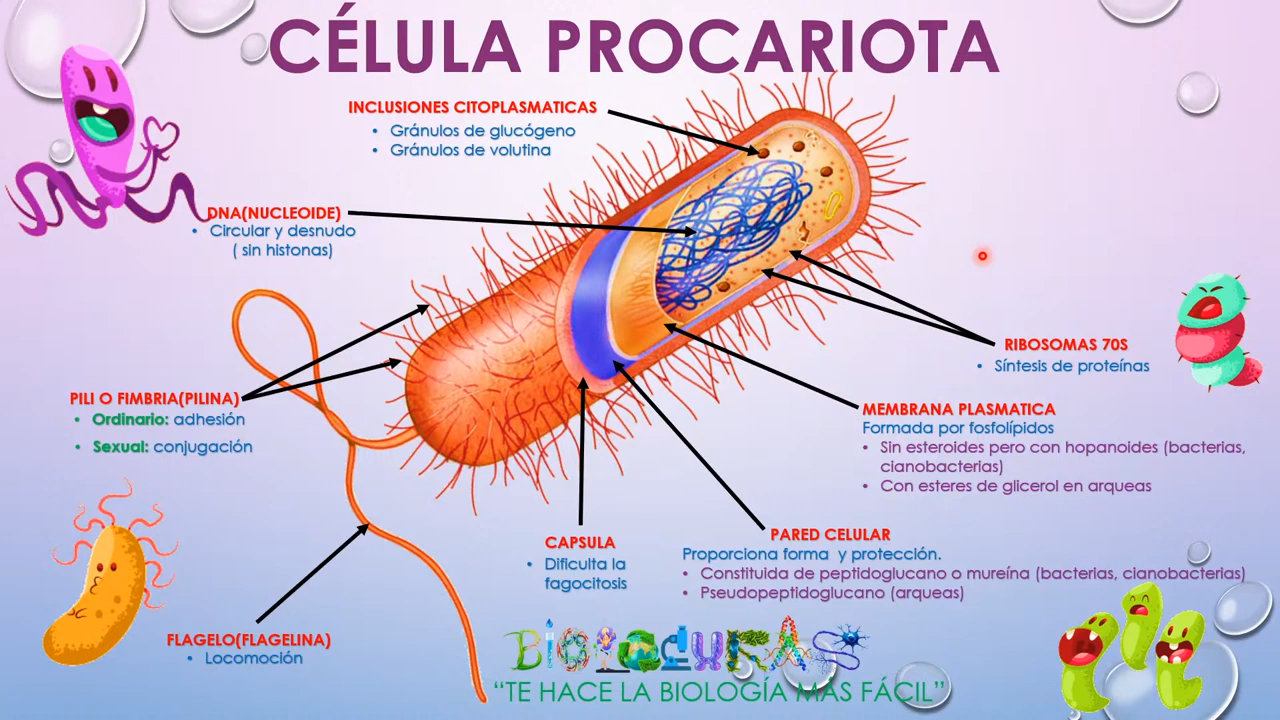 CÉLULA PROCARIOTA
INCLUSIONES CITOPLASMATICAS
• Gránulos de glucógeno
• Gránulos de volutina
DNA(NUCLEOIDE)
• Circular y desnudo
( sin histonas)
PILI O FIMBRIA(PILINA)
• Ordinario: adhesión
• Sexual: conjugación
FLAGELO(FLAGELINA)
• Locomoción
CAPSULA
• Dificulta la
fagocitosis
RIBOSOMAS 70S
• Síntesis de proteínas
MEMBRANA PLASMATICA
Formada por fosfolípidos
• Sin esteroides pero con hopanoides (bacterias,
cianobacterias)
• Con esteres de glicerol en arqueas
PARED CELULAR
Proporciona forma y protección.
• Constituida de peptidoglucano o mureína (bacterias, cianobacterias)
• Pseudopeptidoglucano (arqueas)
“TE HACE LA BIOLOGÍA MAS FÁCIL”